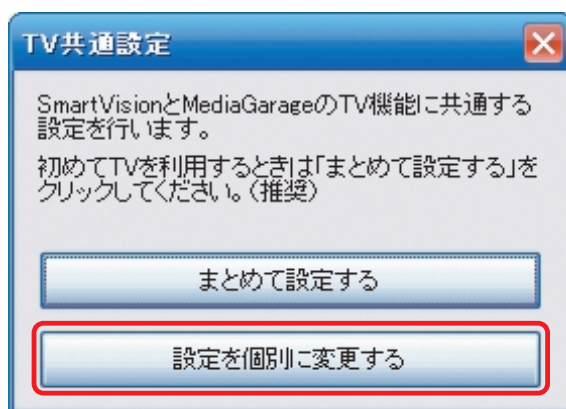 TV共通設定
SmartVisionとMediaGarageのTV機能に共通する
設定を行います。
初めてTVを利用するときは「まとめて設定する」を
クリックしてください。（推奨）
まとめて設定する
設定を個別に変更する